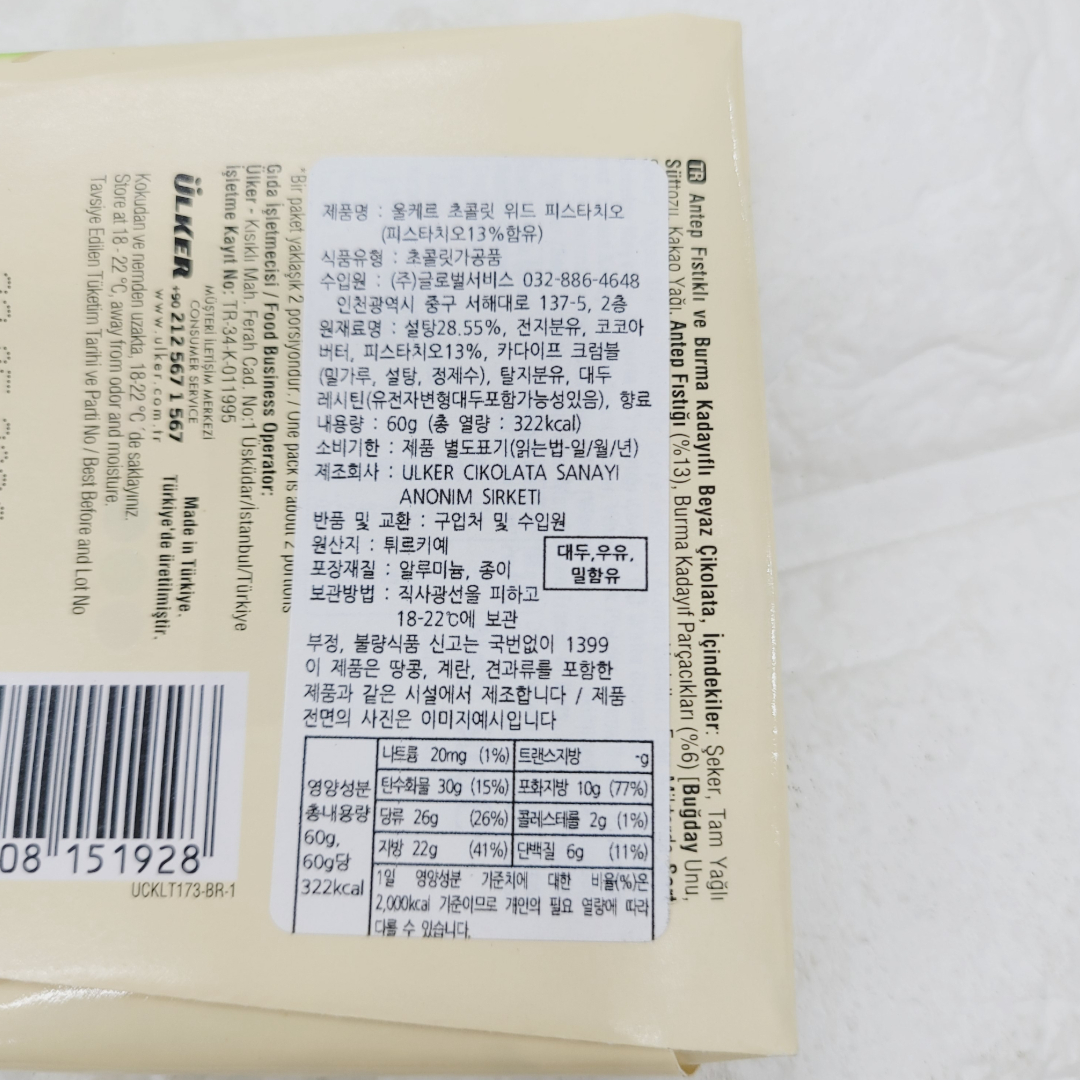 제품명 : 울케르 초콜릿 위드 피스타치오
(피스타치오13%함유)
식품유형 : 초콜릿가공품
수입원 : (주)글로벌서비스 032-886-4648
인천광역시 중구 서해대로 137-5, 2층
원재료명 : 설탕28.55%, 전지분유, 코코아
버터, 피스타치오13%, 카다이프 크럼블
(밀가루, 설탕, 정제수), 탈지분유, 대두
레시틴(유전자변형대두포함가능성있음), 향료
내용량 : 60g (총 열량 : 322kcal)
소비기한 : 제품 별도표기(읽는법-일/월/년)
제조회사 : ULKER CIKOLATA SANAYI
ANONIM SIRKETI
반품 및 교환 : 구입처 및 수입원
원산지 : 튀르키예
포장재질 : 알루미늄, 종이
보관방법 : 직사광선을 피하고
18-22℃에 보관
대두,우유,
밀함유
부정, 불량식품 신고는 국번없이 1399
이 제품은 땅콩, 계란, 견과류를 포함한
제품과 같은 시설에서 제조합니다 / 제품
전면의 사진은 이미지예시입니다
영양성분
총내용량
60g,
60g당
322kcal
나트륨 20mg (1%) 트랜스지방 -g
탄수화물 30g (15%) 포화지방 10g (77%)
당류 26g (26%) 콜레스테롤 2g (1%)
지방 22g (41%) 단백질 6g (11%)
1일 영양성분 기준치에 대한 비율(%)은
2,000kcal 기준이므로 개인의 필요 열량에 따라
다를 수 있습니다.
TR Antep Fıstıklı ve Burma Kadayıflı Beyaz Çikolata, İçindekiler: Şeker, Tam Yağlı
Süttozu, Kakao Yağı, Antep Fıstığı (%13), Burma Kadayıf Parçacıkları (%6) [Buğday Unu,
*Bir paket yaklaşık 2 porsiyondur./ One pack is about 2 portions
Gıda İşletmecisi / Food Business Operator:
Ülker - Kısıklı Mah. Ferah Cad. No:1 Üsküdar/İstanbul/Türkiye
İşletme Kayıt No: TR-34-K-011995
ÜLKER
MÜŞTERİ İLETİŞİM MERKEZİ
CONSUMER SERVICE
+90 212 567 1 567
www.ulker.com.tr
Made in Türkiye.
Türkiye'de üretilmiştir.
Kokudan ve nemden uzakta, 18-22 °C 'de saklayınız.
Store at 18 - 22 °C, away from odor and moisture.
Tavsiye Edilen Tüketim Tarihi ve Parti No / Best Before and Lot No
08 151928
UCKLT173-BR-1